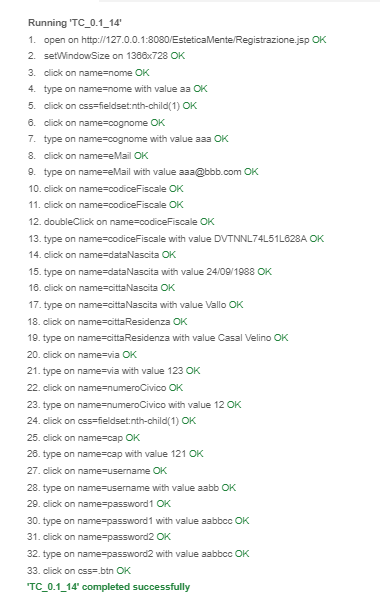 Running 'TC_0.1_14'
1. open on http://127.0.0.1:8080/EsteticaMente/Registrazione.jsp OK
2. setWindowSize on 1366x728 OK
3. click on name=nome OK
4. type on name=nome with value aa OK
5. click on css=fieldset:nth-child(1) OK
6. click on name=cognome OK
7. type on name=cognome with value aaa OK
8. click on name=eMail OK
9. type on name=eMail with value aaa@bbb.com OK
10. click on name=codiceFiscale OK
11. click on name=codiceFiscale OK
12. doubleClick on name=codiceFiscale OK
13. type on name=codiceFiscale with value DVTNNL74L51L628A OK
14. click on name=dataNascita OK
15. type on name=dataNascita with value 24/09/1988 OK
16. click on name=cittaNascita OK
17. type on name=cittaNascita with value Vallo OK
18. click on name=cittaResidenza OK
19. type on name=cittaResidenza with value Casal Velino OK
20. click on name=via OK
21. type on name=via with value 123 OK
22. click on name=numeroCivico OK
23. type on name=numeroCivico with value 12 OK
24. click on css=fieldset:nth-child(1) OK
25. click on name=cap OK
26. type on name=cap with value 121 OK
27. click on name=username OK
28. type on name=username with value aabb OK
29. click on name=password1 OK
30. type on name=password1 with value aabbcc OK
31. click on name=password2 OK
32. type on name=password2 with value aabbcc OK
33. click on css=.btn OK
'TC_0.1_14' completed successfully